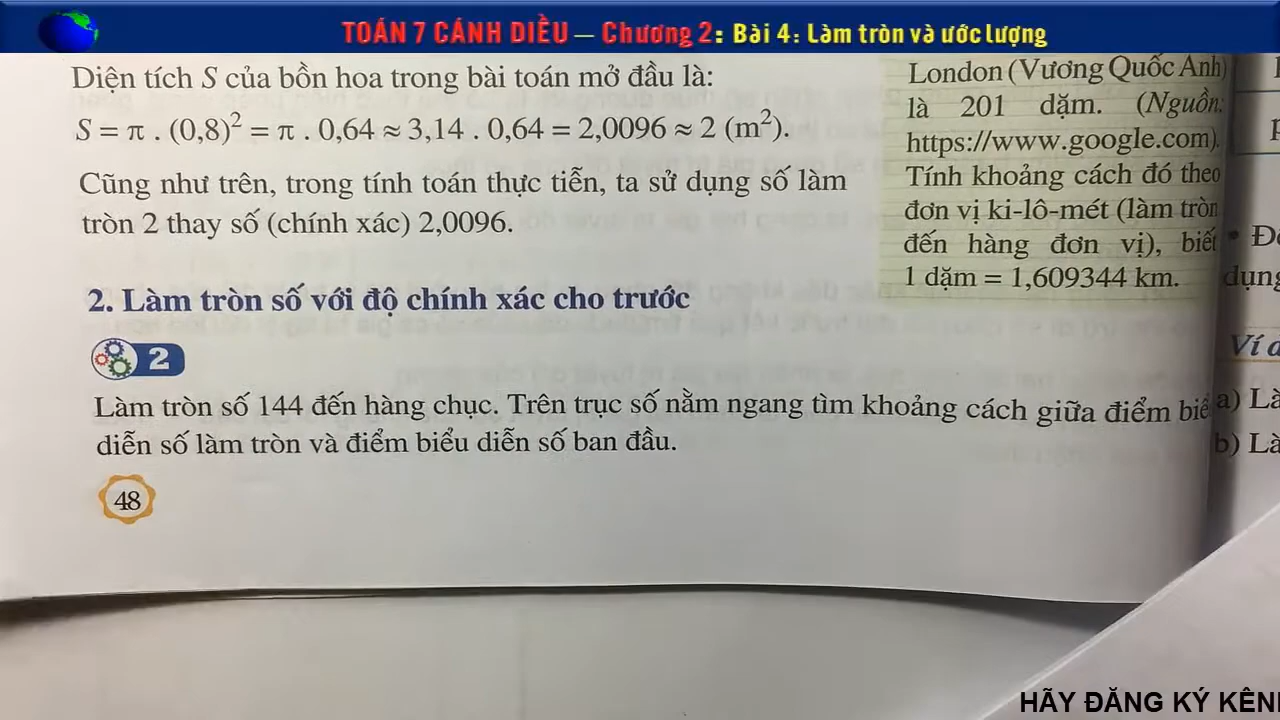 TOÁN 7 CÁNH DIỀU – Chương 2: Bài 4: Làm tròn và ước lượng
Diện tích S của bồn hoa trong bài toán mở đầu là:
S = π . (0,8)² = π . 0,64 ≈ 3,14 . 0,64 = 2,0096 ≈ 2 (m²).
Cũng như trên, trong tính toán thực tiễn, ta sử dụng số làm
tròn 2 thay số (chính xác) 2,0096.
London (Vương Quốc Anh)
là 201 dặm. (Nguồn:
https://www.google.com).
Tính khoảng cách đó theo
đơn vị ki-lô-mét (làm tròn
đến hàng đơn vị), biết
1 dặm = 1,609344 km.
2. Làm tròn số với độ chính xác cho trước
2
Làm tròn số 144 đến hàng chục. Trên trục số nằm ngang tìm khoảng cách giữa điểm biể
diễn số làm tròn và điểm biểu diễn số ban đầu.
48
dụng
Ví d
a) Là
b) Là
HÃY ĐĂNG KÝ KÊN